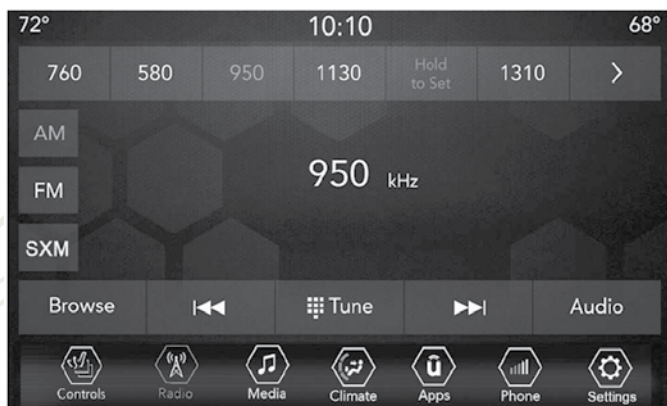 72° 10:10 68°
760 580 950 1130 Hold to Set 1310 >
AM
950 kHz
FM
SXM
Browse Tune Audio
ū
Controls Radio Media Climate Apps Phone Settings